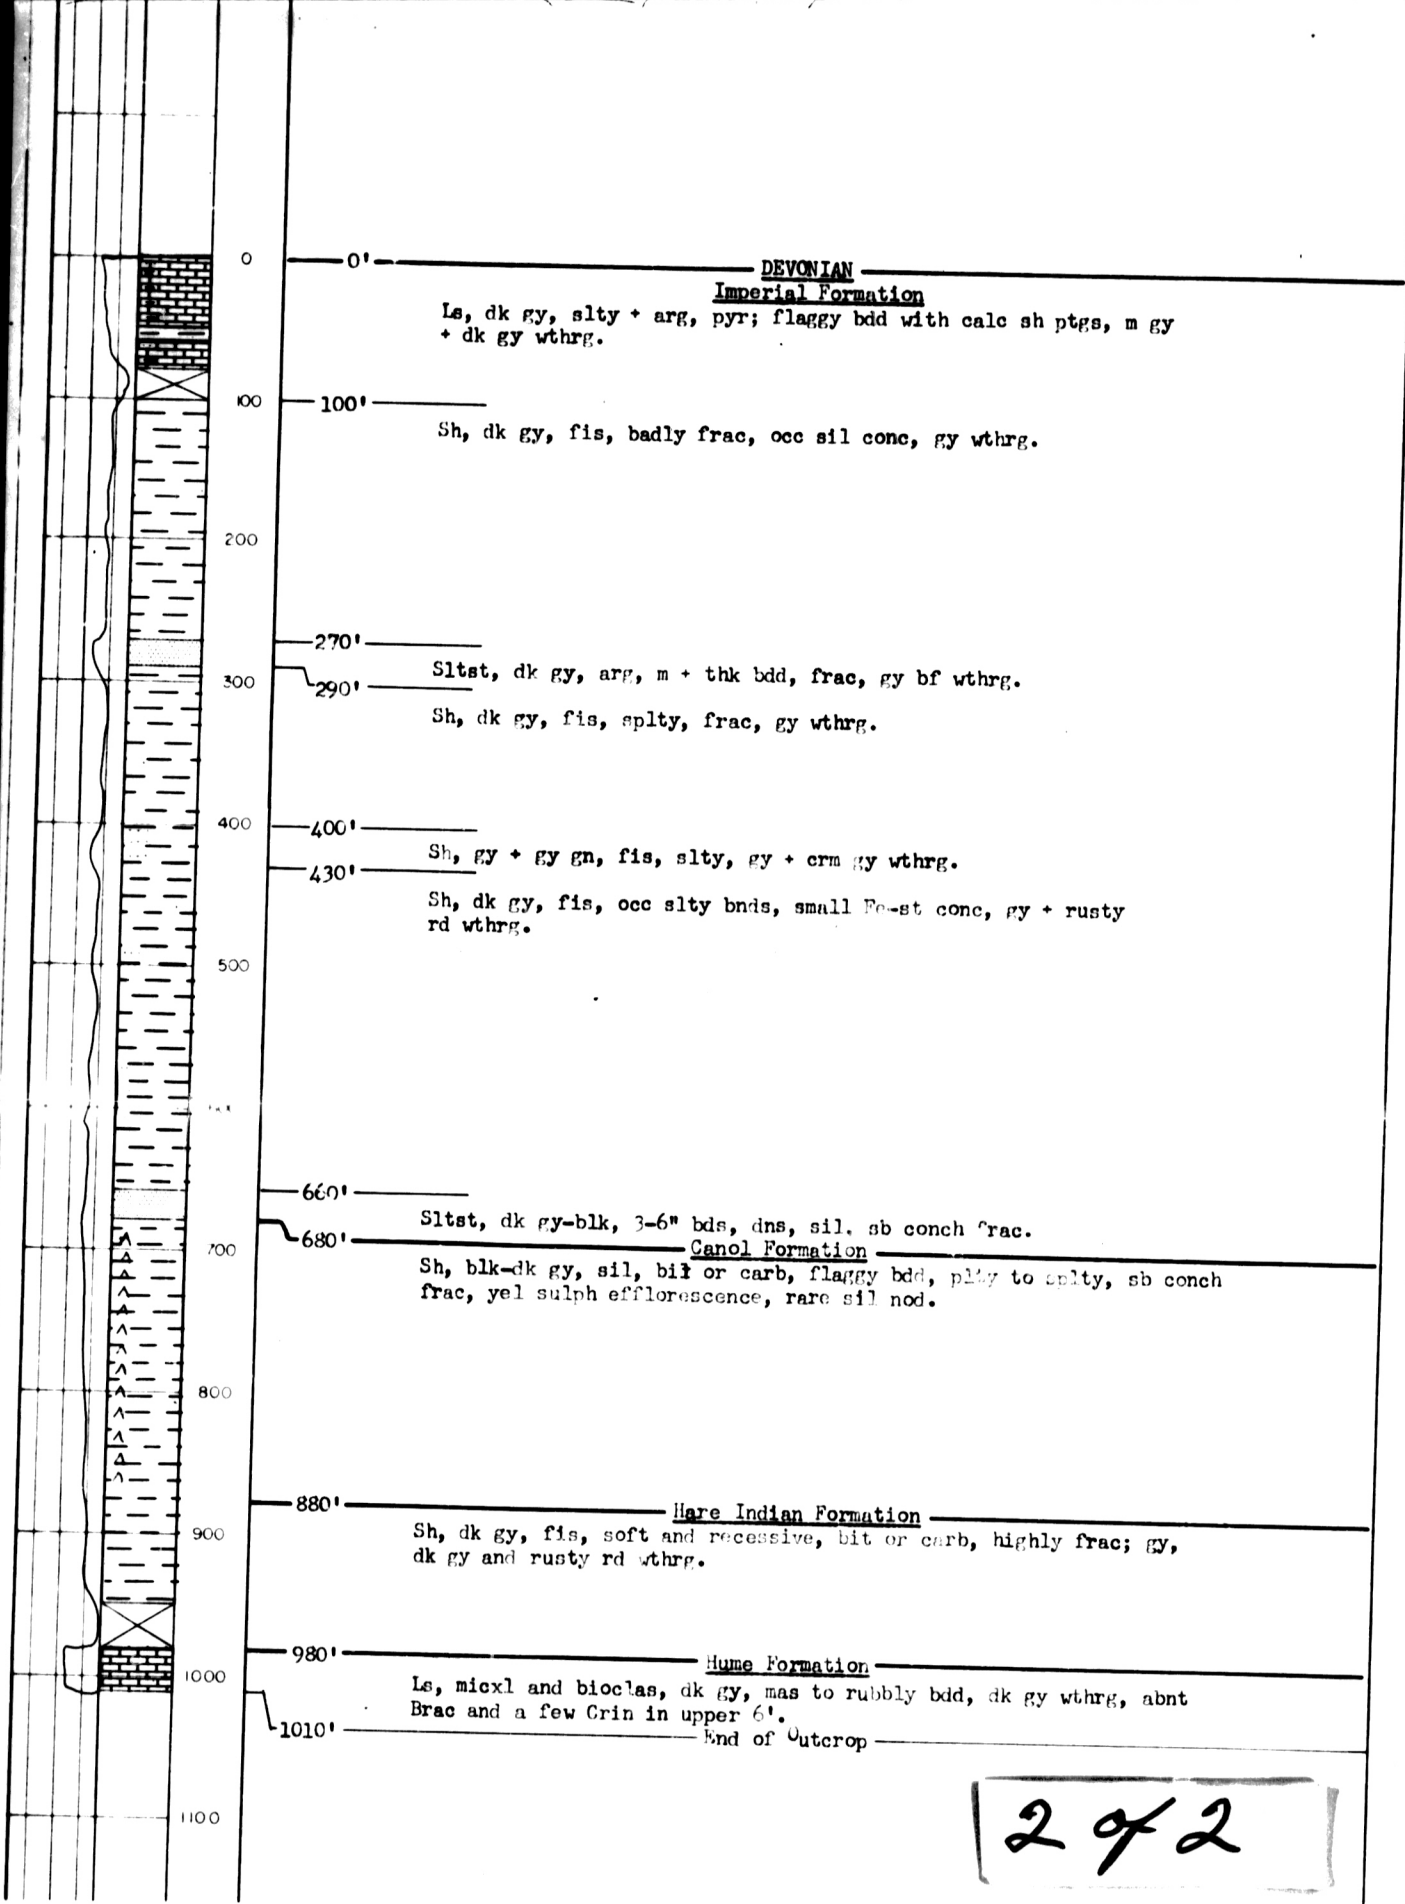 0
0'
DEVONIAN
Imperial Formation
Ls, dk gy, slty + arg, pyr; flaggy bdd with calc sh ptgs, m gy
+ dk gy wthrg.
100
100'
Sh, dk gy, fis, badly frac, occ sil conc, gy wthrg.
200
270'
Sltst, dk gy, arg, m + thk bdd, frac, gy bf wthrg.
300
290'
Sh, dk gy, fis, splty, frac, gy wthrg.
400
400'
Sh, gy + gy gn, fis, slty, gy + crm gy wthrg.
430'
Sh, dk gy, fis, occ slty bnds, small Fe-st conc, gy + rusty
rd wthrg.
500
660'
Sltst, dk gy-blk, 3-6" bds, dns, sil. sb conch frac.
700
680'
Canol Formation
Sh, blk-dk gy, sil, bit or carb, flaggy bdd, plty to splty, sb conch
frac, yel sulph efflorescence, rare sil nod.
800
880'
Hare Indian Formation
900
Sh, dk gy, fis, soft and recessive, bit or carb, highly frac; gy,
dk gy and rusty rd wthrg.
980'
Hume Formation
1000
Ls, micxl and bioclas, dk gy, mas to rubbly bdd, dk gy wthrg, abnt
Brac and a few Crin in upper 6'.
1010'
End of Outcrop
1100
2 of 2